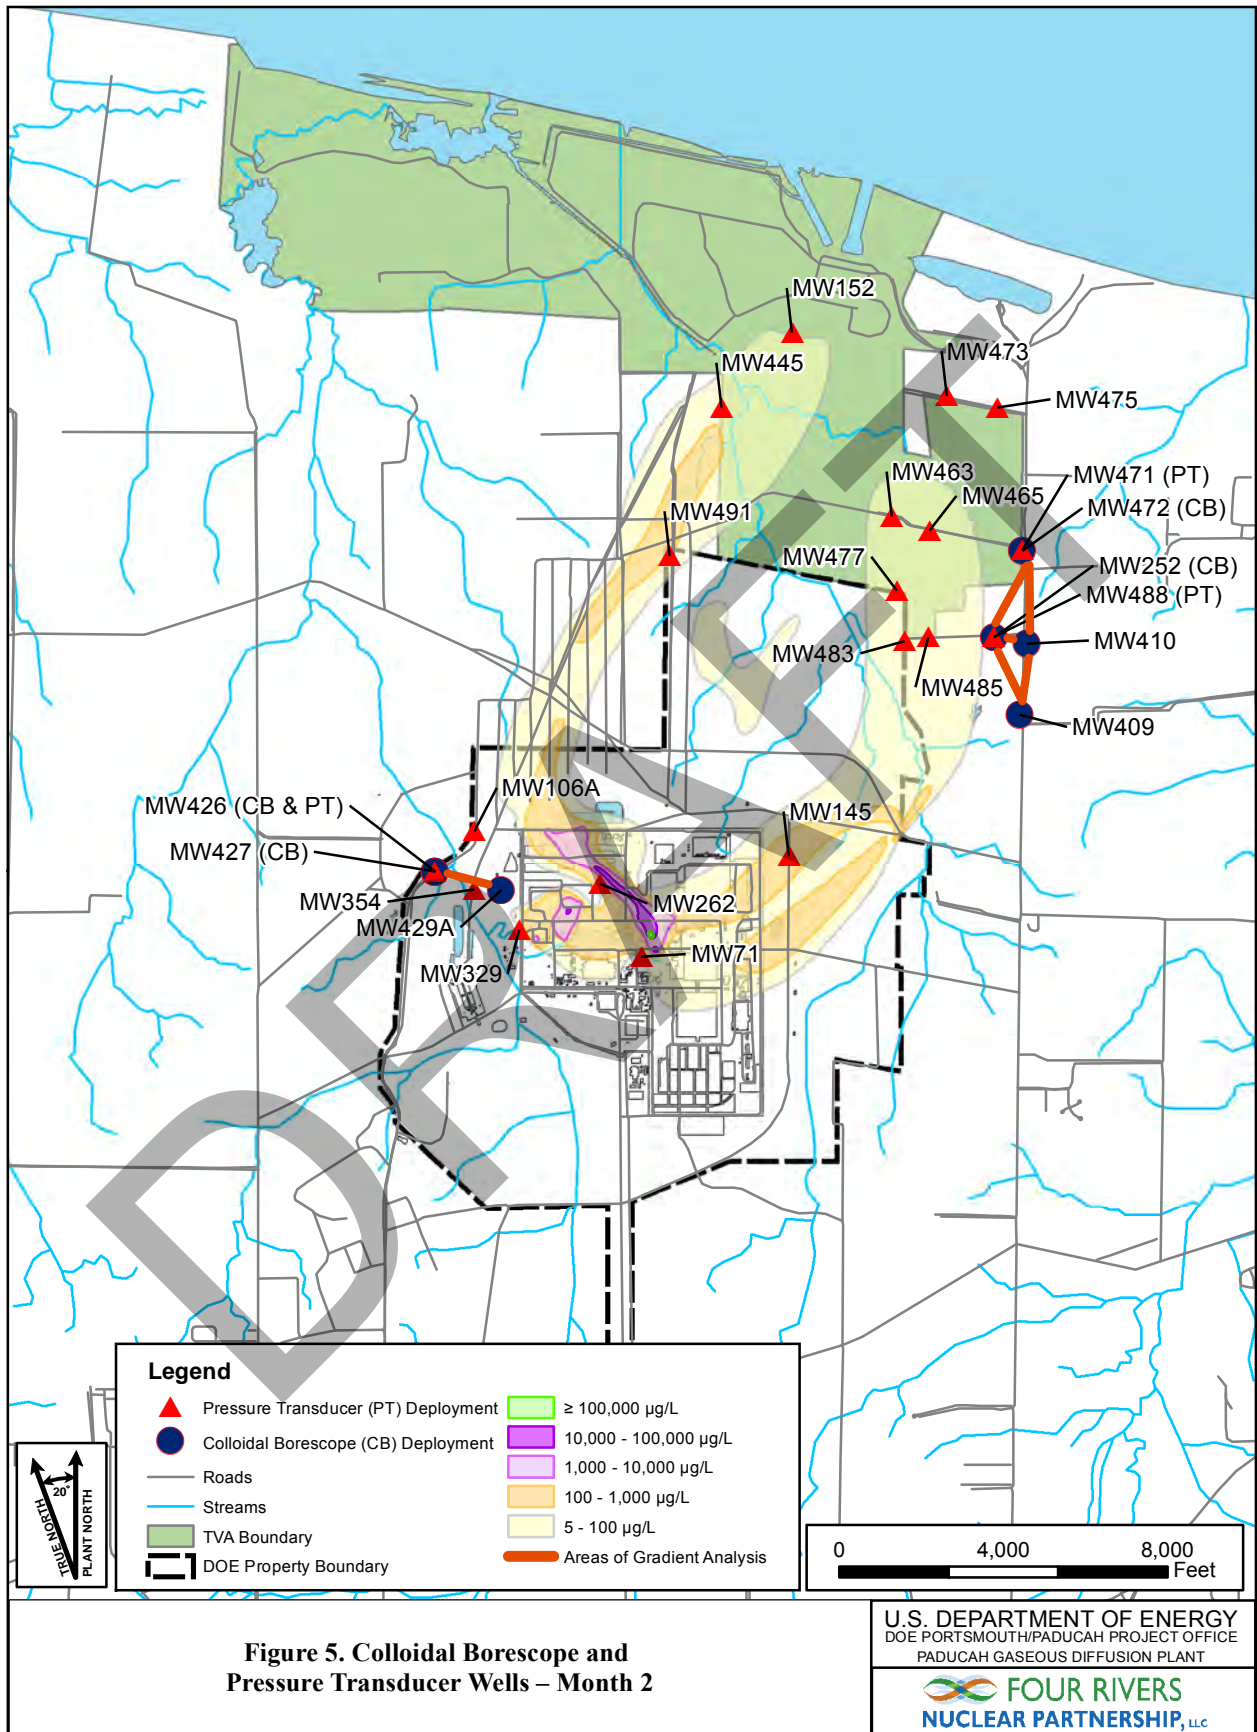 MW152
MW445
MW473
MW475
MW463
MW465
MW471 (PT)
MW472 (CB)
MW491
MW477
MW252 (CB)
MW488 (PT)
MW483
MW410
MW485
MW409
MW106A
MW426 (CB & PT)
MW427 (CB)
MW145
MW354
MW262
MW429A
MW329
MW71
DRAFT
Legend
Pressure Transducer (PT) Deployment
Colloidal Borescope (CB) Deployment
Roads
Streams
TVA Boundary
DOE Property Boundary
≥ 100,000 µg/L
10,000 - 100,000 µg/L
1,000 - 10,000 µg/L
100 - 1,000 µg/L
5 - 100 µg/L
Areas of Gradient Analysis
20°
TRUE NORTH
PLANT NORTH
0 4,000 8,000
Feet
Figure 5. Colloidal Borescope and
Pressure Transducer Wells – Month 2
U.S. DEPARTMENT OF ENERGY
DOE PORTSMOUTH/PADUCAH PROJECT OFFICE
PADUCAH GASEOUS DIFFUSION PLANT
FOUR RIVERS
NUCLEAR PARTNERSHIP, LLC